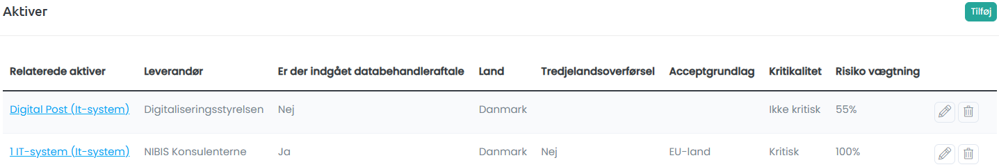 Aktiver
Tilføj
Relaterede aktiver Leverandør Er der indgået databehandleraftale Land Tredjelandsoverførsel Acceptgrundlag Kritikalitet Risiko vægtning
Digital Post (It-system) Digitaliseringsstyrelsen Nej Danmark Ikke kritisk 55%
1 IT-system (It-system) NIBIS Konsulenterne Ja Danmark Nej EU-land Kritisk 100%